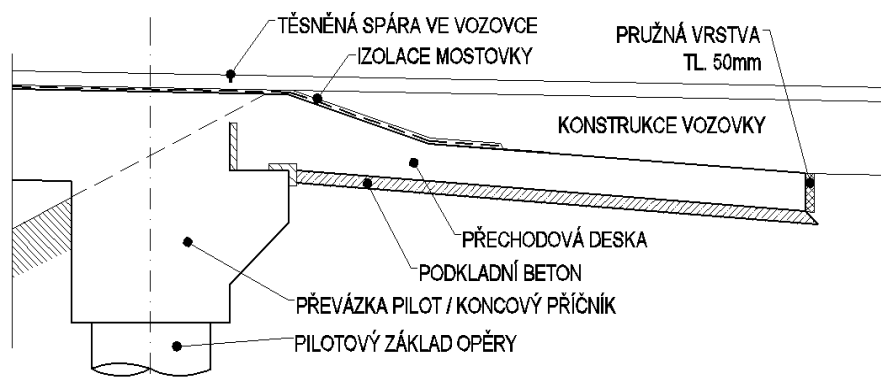 TĚSNĚNÁ SPÁRA VE VOZOVCE
IZOLACE MOSTOVKY
PRUŽNÁ VRSTVA
TL. 50mm
KONSTRUKCE VOZOVKY
PŘECHODOVÁ DESKA
PODKLADNÍ BETON
PŘEVÁZKA PILOT / KONCOVÝ PŘÍČNÍK
PILOTOVÝ ZÁKLAD OPĚRY